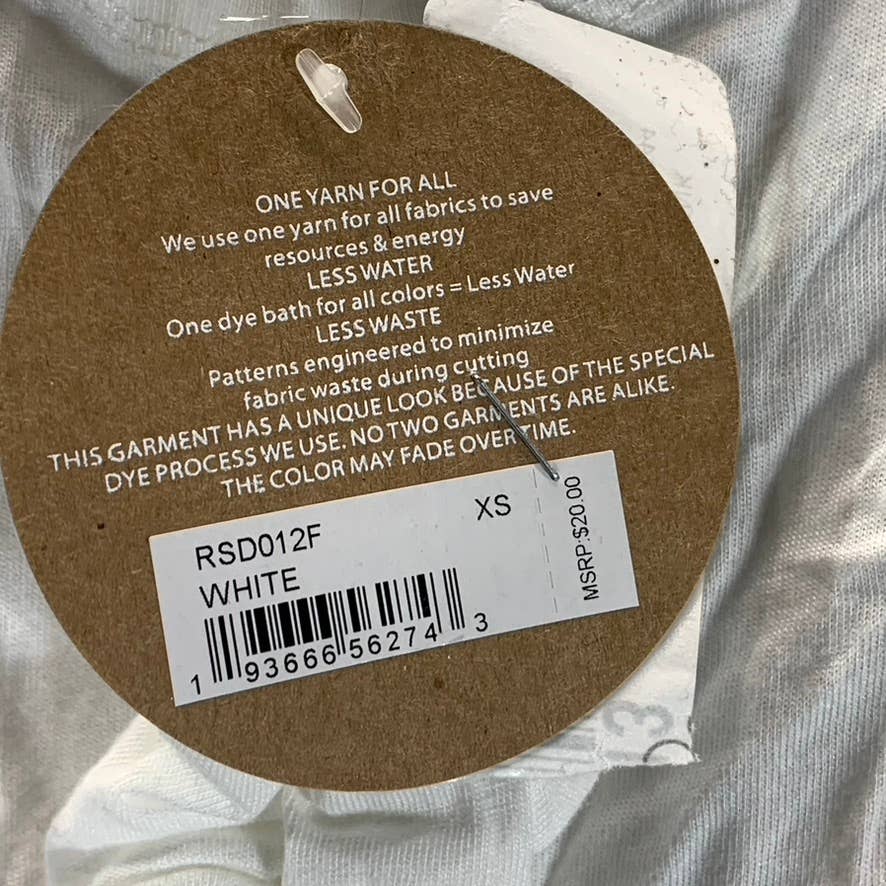 ONE YARN FOR ALL
We use one yarn for all fabrics to save
resources & energy
LESS WATER
One dye bath for all colors = Less Water
LESS WASTE
Patterns engineered to minimize
fabric waste during cutting
THIS GARMENT HAS A UNIQUE LOOK BECAUSE OF THE SPECIAL
DYE PROCESS WE USE. NO TWO GARMENTS ARE ALIKE.
THE COLOR MAY FADE OVER TIME.
RSD012F XS
WHITE
MSRP:$20.00
1 93666 56274 3
3